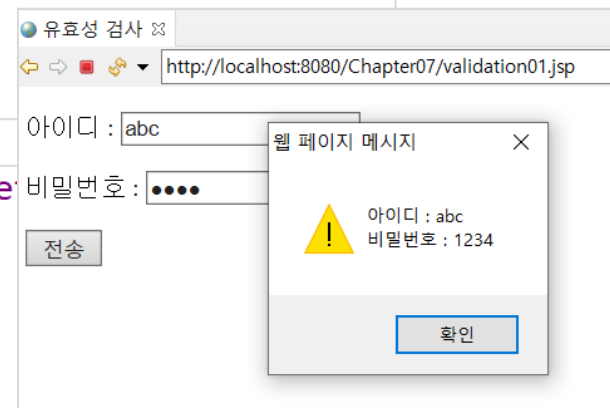 유효성 검사
http://localhost:8080/Chapter07/validation01.jsp
아이디 : abc
비밀번호 : ●●●●
전송
웹 페이지 메시지
아이디 : abc
비밀번호 : 1234
확인